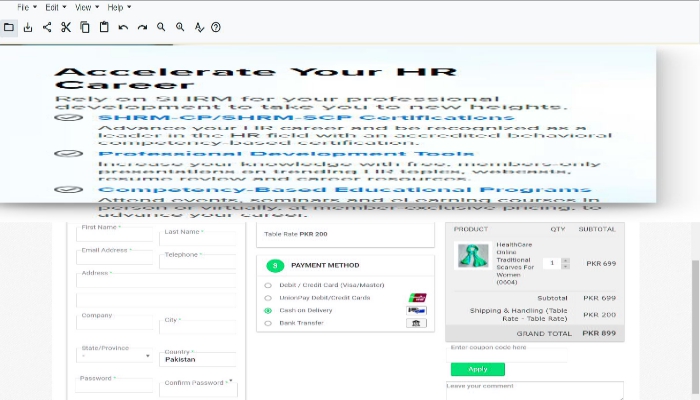 File Edit View Help
Accelerate Your HR
Career
Rely on SHRM for your professional
development to take you to new heights.
SHRM-CP/SHRM-SCP Certifications
Advance your HR career and be recognized as a
leader in the HR field with an accredited behavioral
competency-based certification.
Professional Development Tools
Increase your knowledge with free, members-only
presentations on trending HR topics, webcasts,
resume review and career resources.
Competency-Based Educational Programs
Attend events, seminars and eLearning courses in
person or virtually, at member exclusive pricing, to
advance your career.
First Name *
Last Name *
Email Address *
Telephone *
Address *
Company
City *
State/Province
*
Country *
Pakistan
Password *
Confirm Password *
Table Rate PKR 200
3 PAYMENT METHOD
Debit / Credit Card (Visa/Master)
UnionPay Debit/Credit Cards
Cash on Delivery
Bank Transfer
PRODUCT QTY SUBTOTAL
HealthCare
Online
Traditional
Scarves For
Women
(0604)
1
PKR 699
Subtotal PKR 699
Shipping & Handling (Table
Rate - Table Rate) PKR 200
GRAND TOTAL PKR 899
Enter coupon code here
Apply
Leave your comment